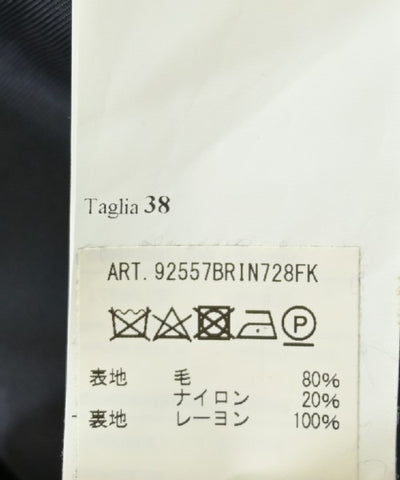 Taglia 38
ART. 92557BRIN728FK
P
表地 毛 80%
ナイロン 20%
裏地 レーヨン 100%